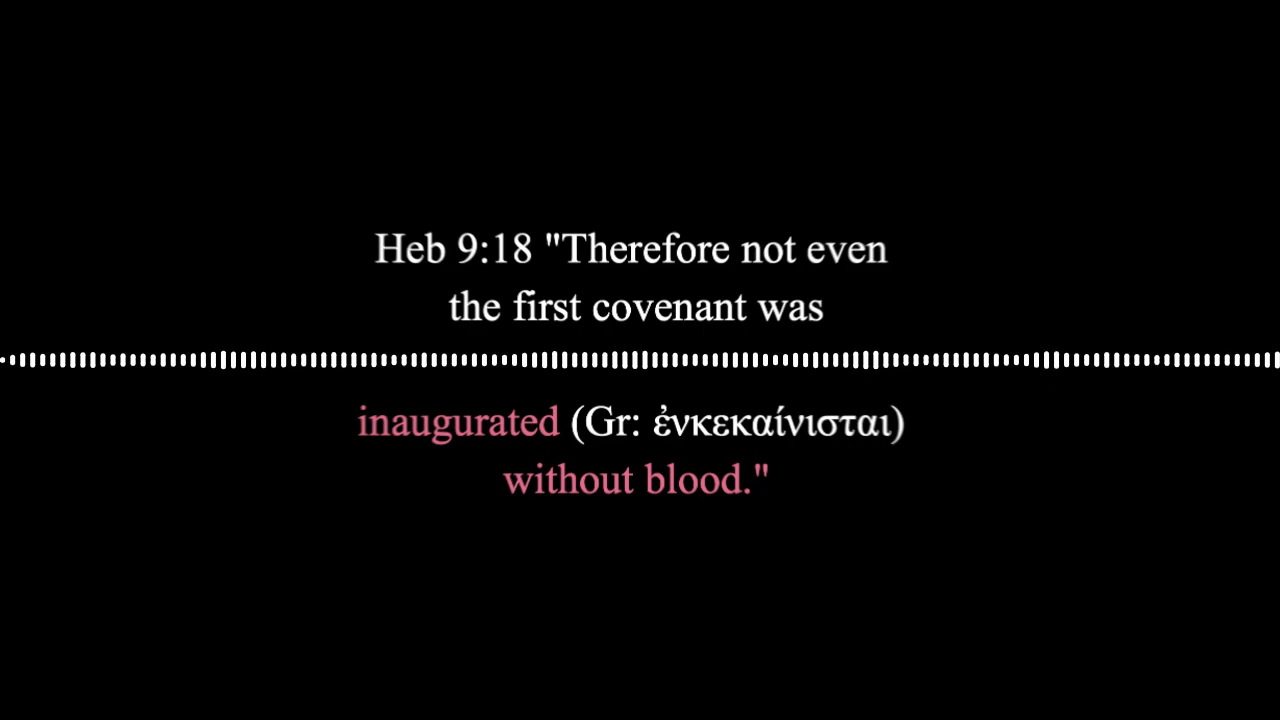 Heb 9:18 "Therefore not even
the first covenant was
inaugurated (Gr: ἐνκεκαίνισται)
without blood."